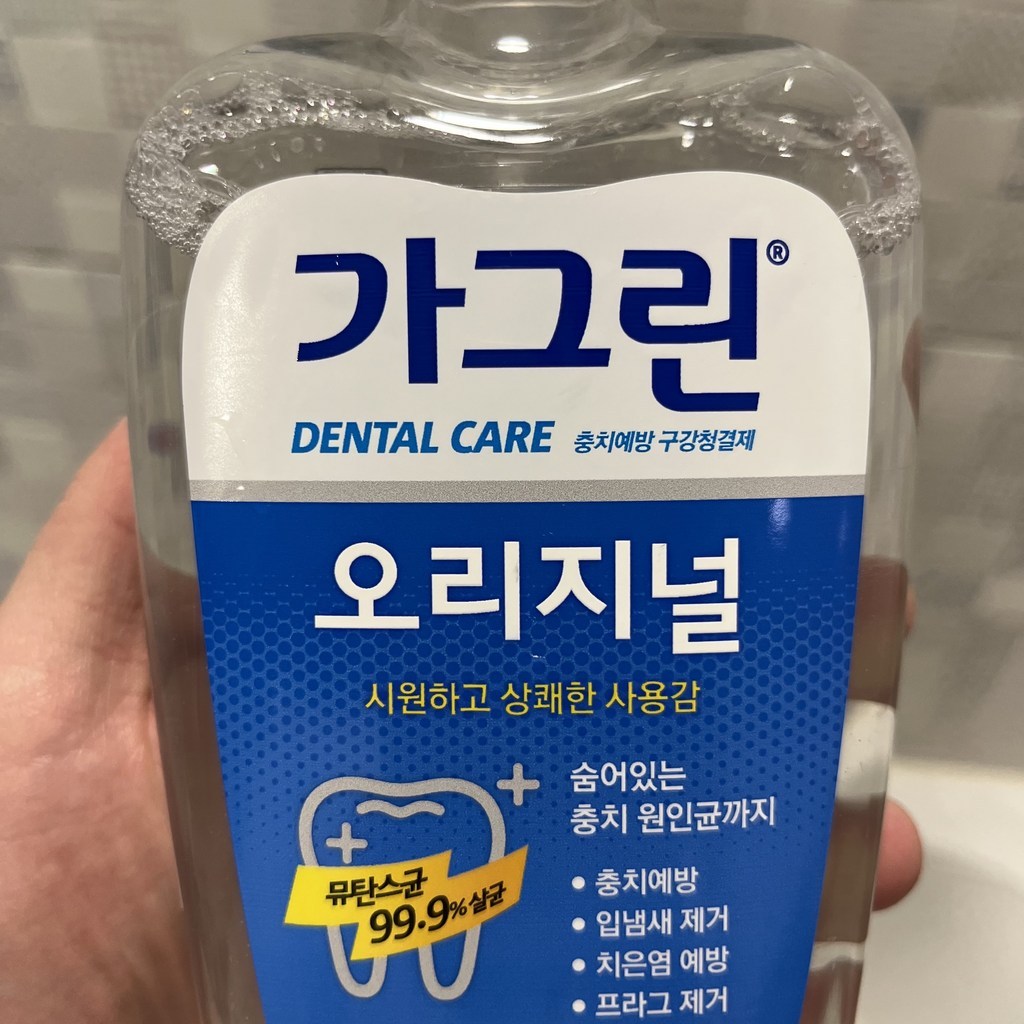 가그린®
DENTAL CARE 충치예방 구강청결제
오리지널
시원하고 상쾌한 사용감
숨어있는
충치 원인균까지
뮤탄스균
99.9% 살균
• 충치예방
• 입냄새 제거
• 치은염 예방
• 프라그 제거